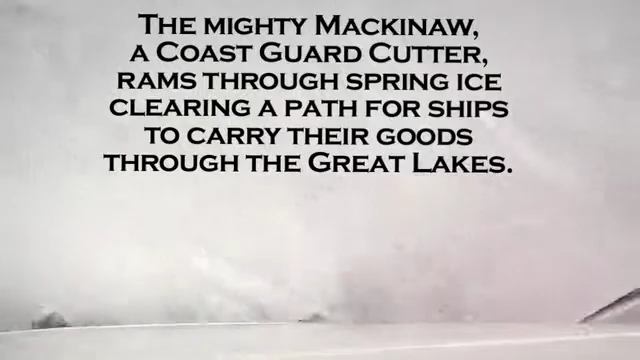 The mighty Mackinaw,
a Coast Guard Cutter,
rams through spring ice
clearing a path for ships
to carry their goods
through the Great Lakes.